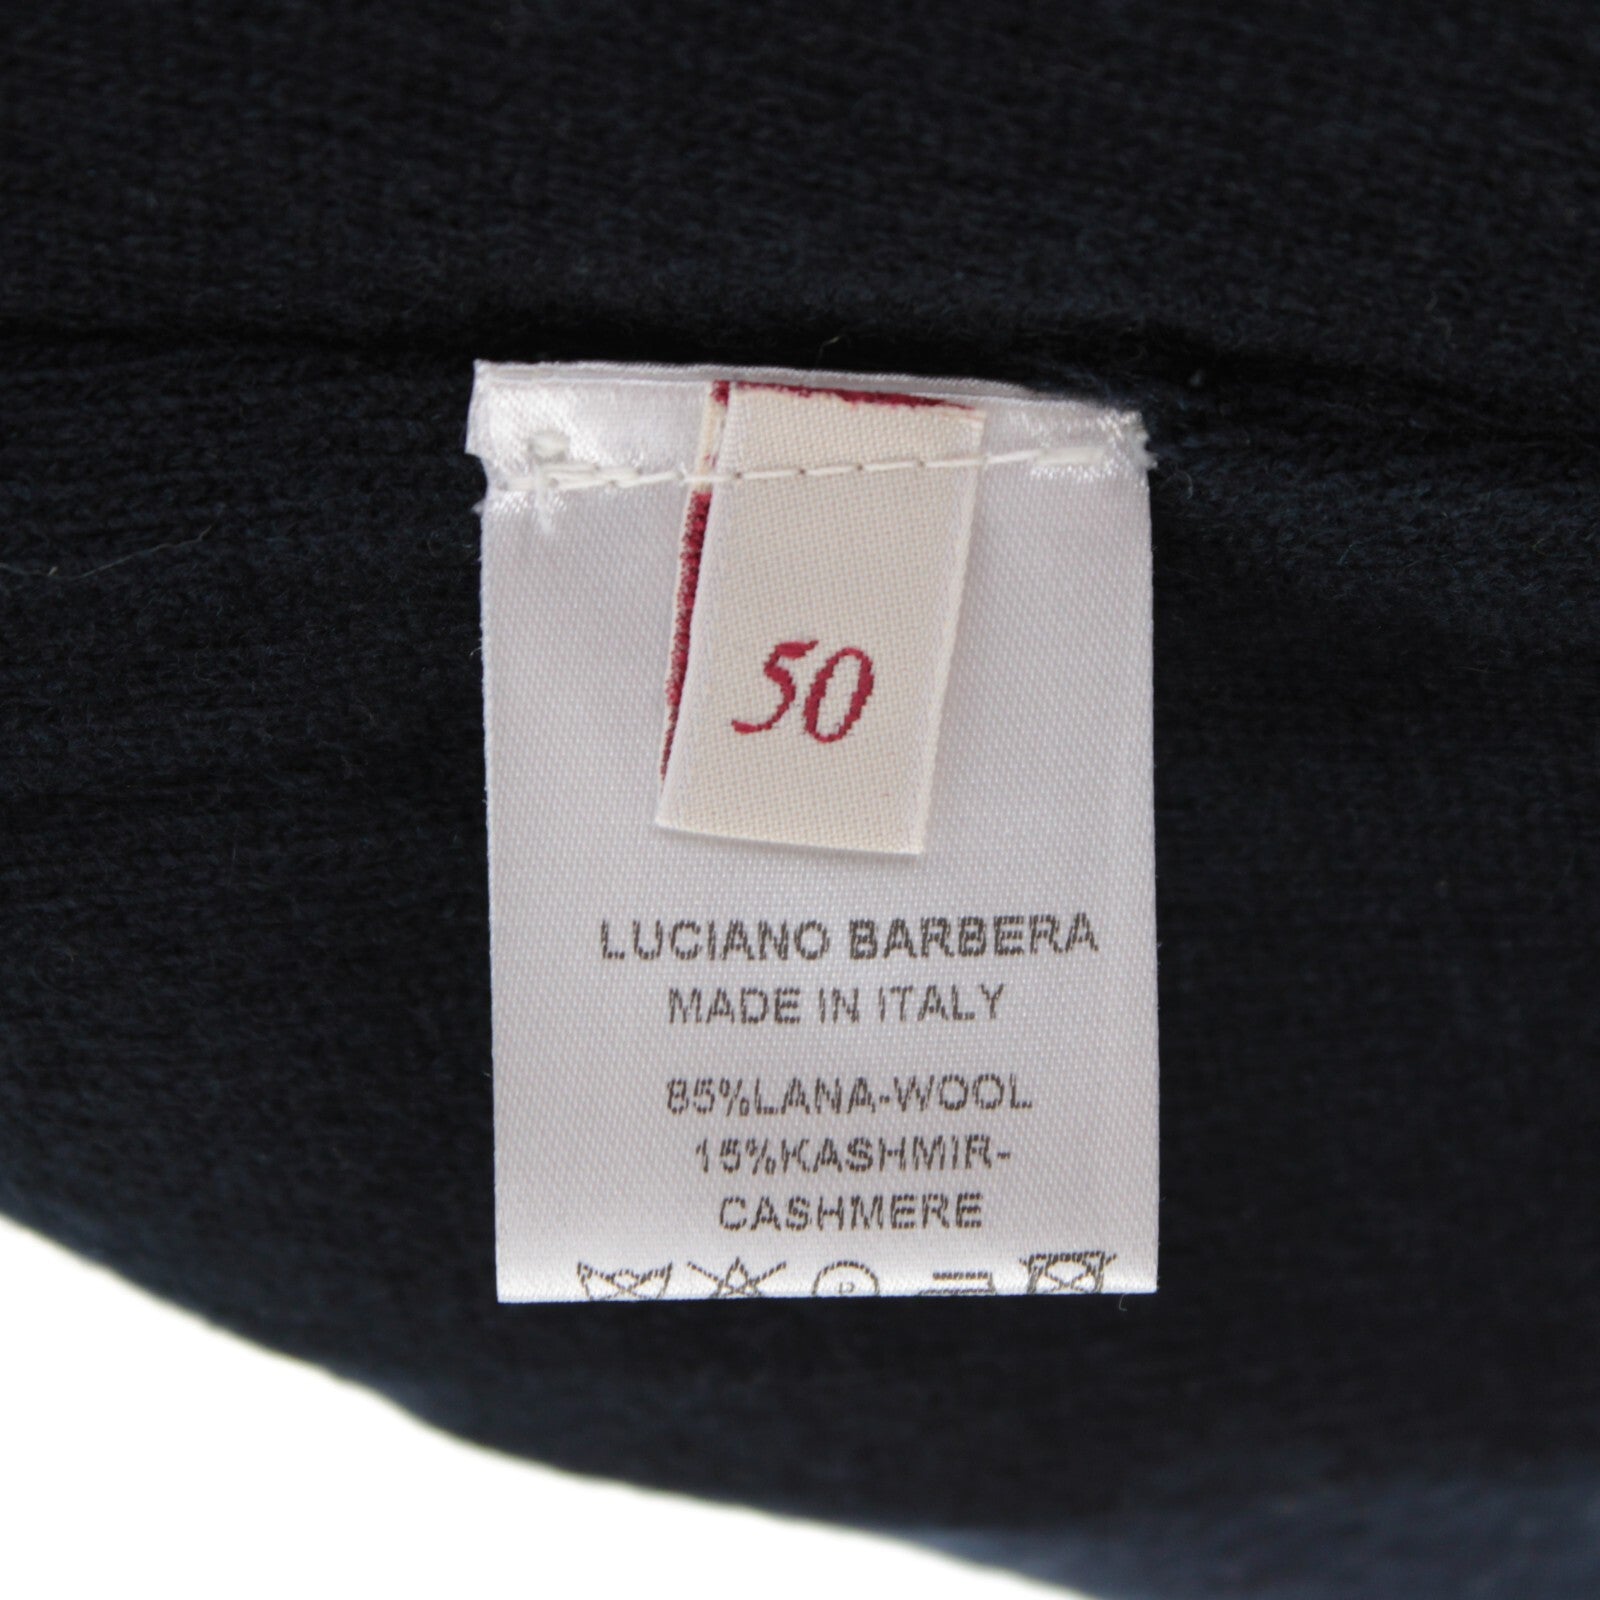 50
LUCIANO BARBERA
MADE IN ITALY
85%LANA-WOOL
15%KASHMIR-
CASHMERE